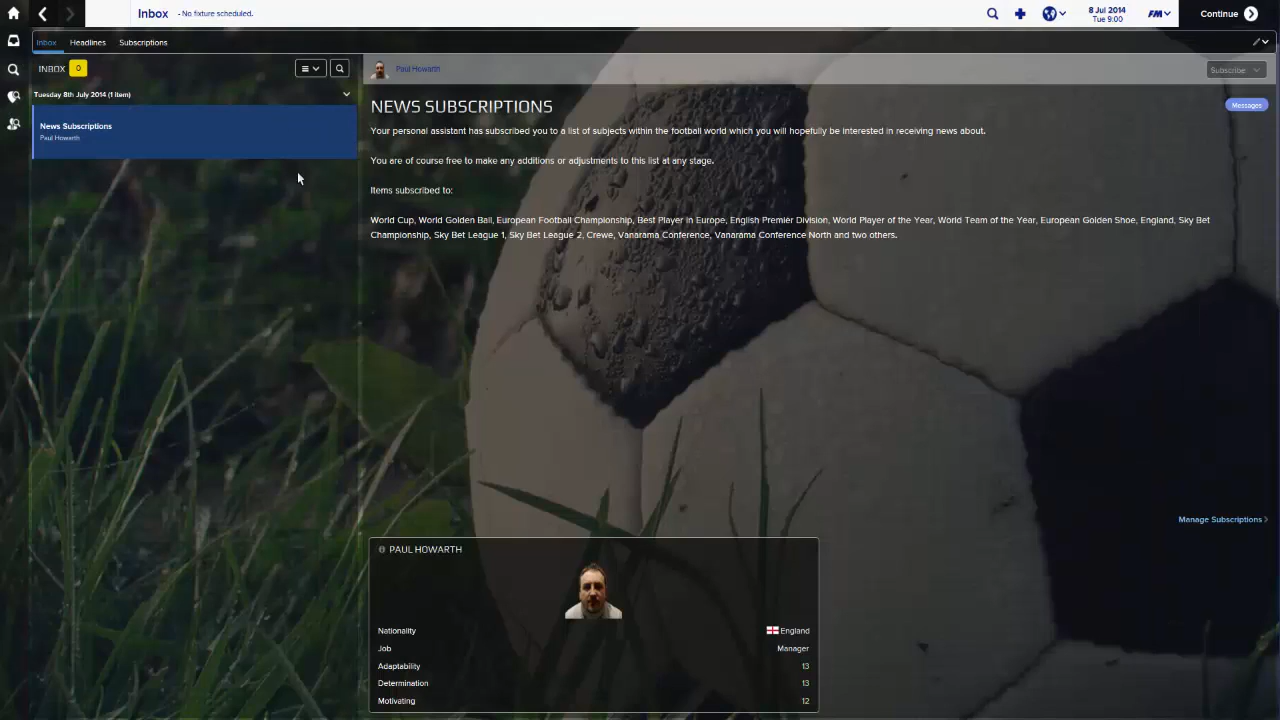 Inbox
- No fixture scheduled.
8 Jul 2014
Tue 9:00
FM
Continue
Inbox
Headlines
Subscriptions
INBOX
0
Paul Howarth
Subscribe
Tuesday 8th July 2014 (1 item)
NEWS SUBSCRIPTIONS
Messages
News Subscriptions
Paul Howarth
Your personal assistant has subscribed you to a list of subjects within the football world which you will hopefully be interested in receiving news about.
You are of course free to make any additions or adjustments to this list at any stage.
Items subscribed to:
World Cup, World Golden Ball, European Football Championship, Best Player in Europe, English Premier Division, World Player of the Year, World Team of the Year, European Golden Shoe, England, Sky Bet
Championship, Sky Bet League 1, Sky Bet League 2, Crewe, Vanarama Conference, Vanarama Conference North and two others.
Manage Subscriptions
PAUL HOWARTH
Nationality England
Job Manager
Adaptability 13
Determination 13
Motivating 12